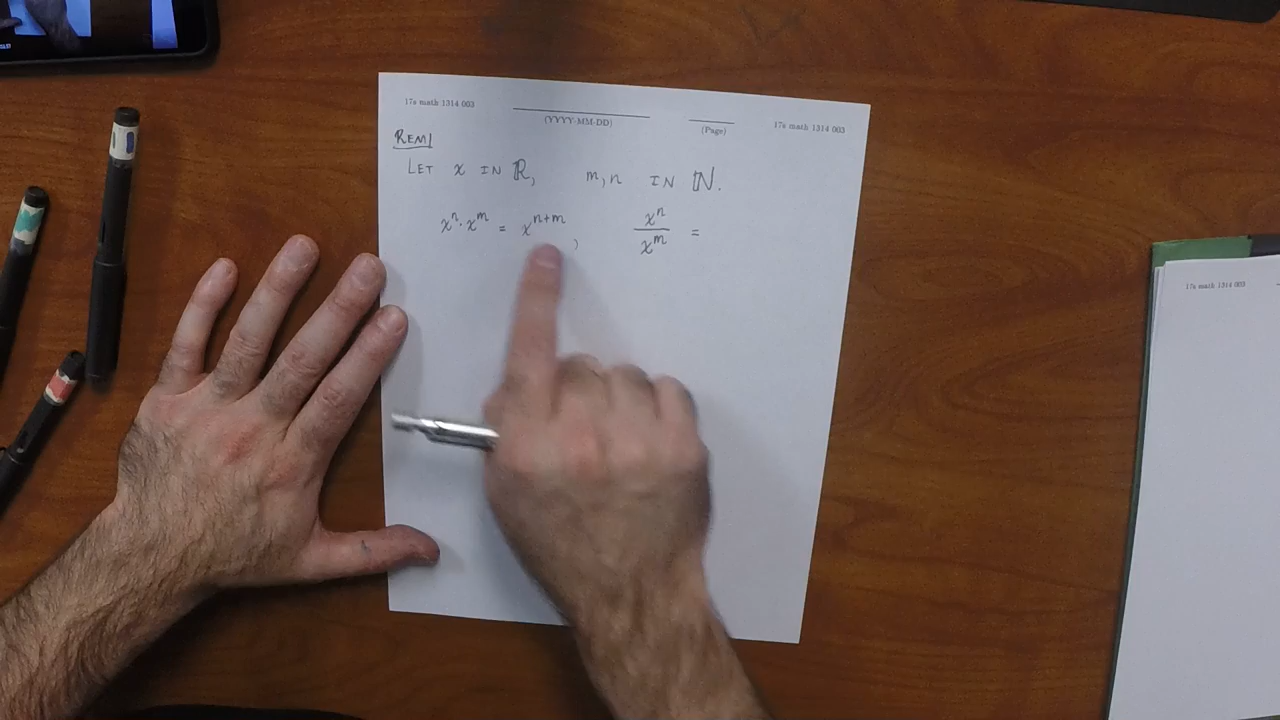 17s math 1314 003 (YYYY-MM-DD) (Page) 17s math 1314 003
REM|
LET x IN ℝ, m, n IN ℕ.
xⁿ · xᵐ = xⁿ⁺ᵐ, xⁿ/xᵐ =
17s math 1314 003